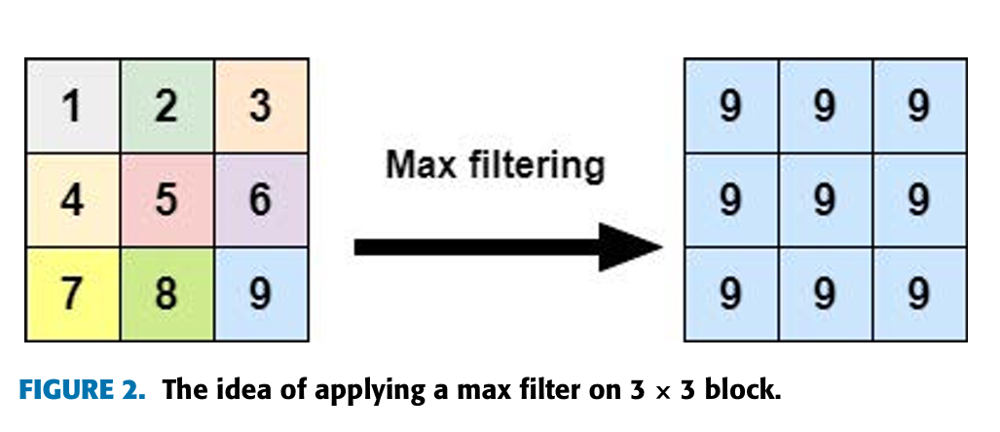 1 2 3 9 9 9
Max filtering
4 5 6 9 9 9
7 8 9 9 9 9
FIGURE 2. The idea of applying a max filter on 3 × 3 block.